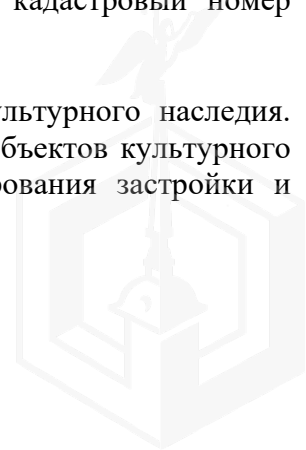 кадастровый номер
культурного наследия.
объектов культурного
рования застройки и